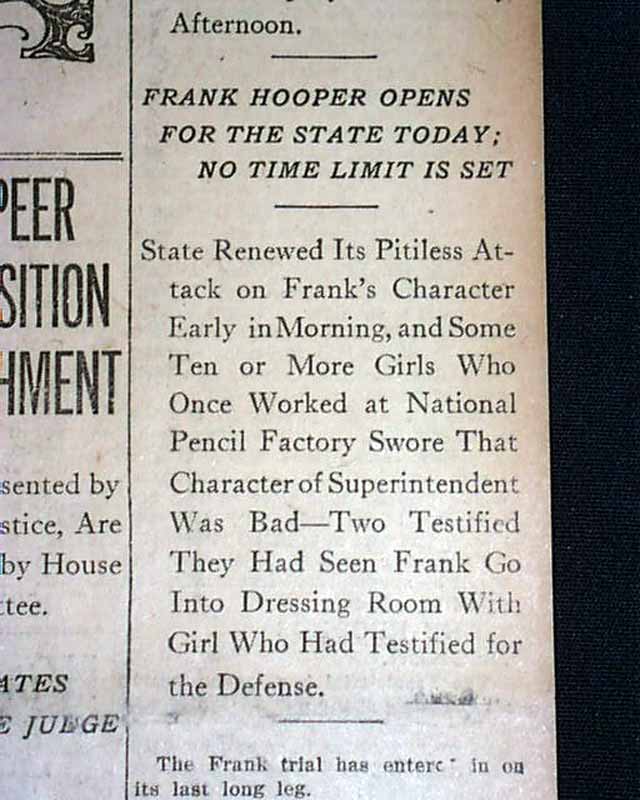 PEER
SITION
HMENT
sented by
stice, Are
by House
tee.
ATES
E JUDGE
Afternoon.
FRANK HOOPER OPENS
FOR THE STATE TODAY;
NO TIME LIMIT IS SET
State Renewed Its Pitiless At-
tack on Frank's Character
Early in Morning, and Some
Ten or More Girls Who
Once Worked at National
Pencil Factory Swore That
Character of Superintendent
Was Bad—Two Testified
They Had Seen Frank Go
Into Dressing Room With
Girl Who Had Testified for
the Defense.
The Frank trial has entere in on
its last long leg.